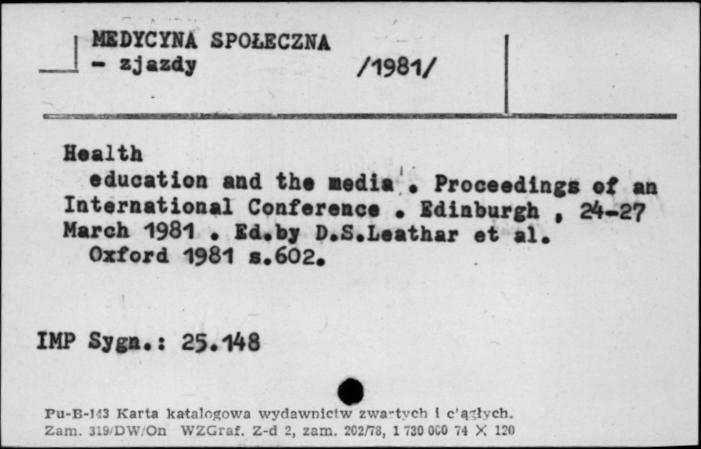 MEDYCYNA SPOŁECZNA
- zjazdy /1981/
Health
education and the media . Proceedings of an
International Conference . Edinburgh , 24-27
March 1981 . Ed.by D.S.Leathar et al.
Oxford 1981 s.602.
IMP Sygn.: 25.148
Pu-B-143 Karta katalogowa wydawnictw zwartych i c'ągłych.
Zam. 319/DW/On WZGraf. Z-d 2, zam. 202/78, 1 730 000 74 X 120